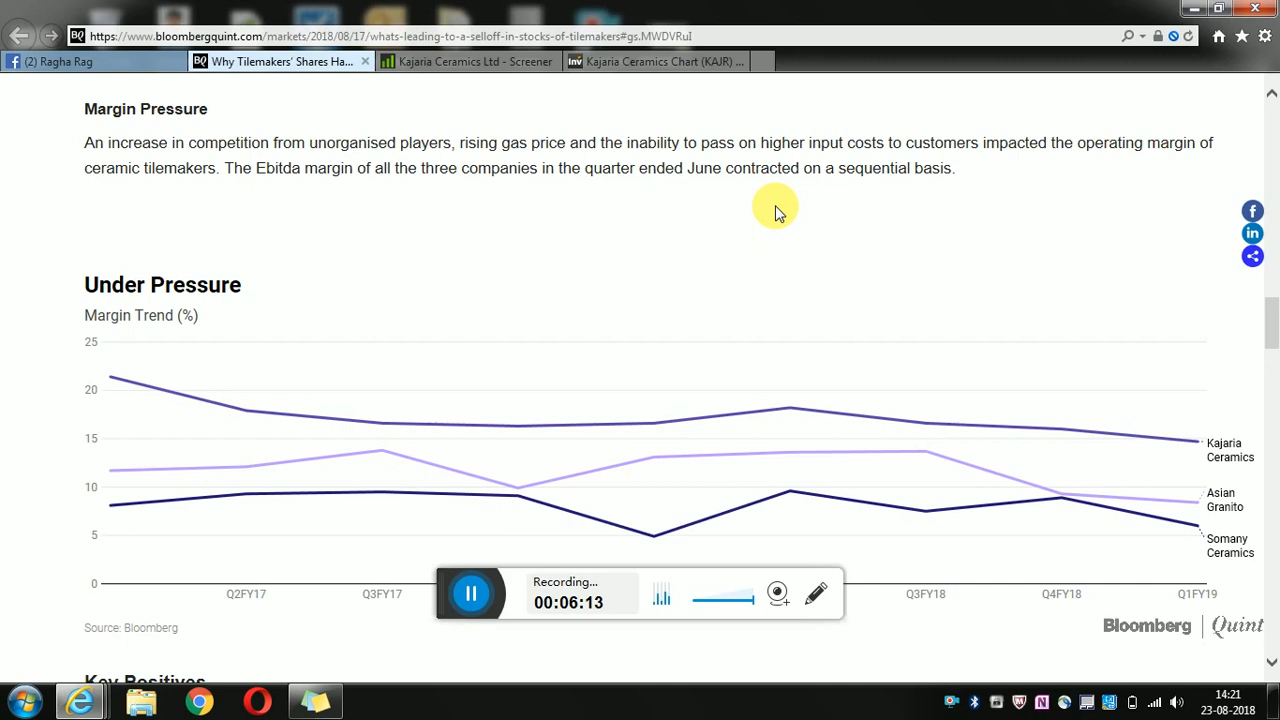 https://www.bloombergquint.com/markets/2018/08/17/whats-leading-to-a-selloff-in-stocks-of-tilemakers#gs.MWDVRuI
(2) Ragha Rag
BQ Why Tilemakers' Shares Ha...
Kajaria Ceramics Ltd - Screener
Inv Kajaria Ceramics Chart (KAJR) ...
Margin Pressure
An increase in competition from unorganised players, rising gas price and the inability to pass on higher input costs to customers impacted the operating margin of
ceramic tilemakers. The Ebitda margin of all the three companies in the quarter ended June contracted on a sequential basis.
Under Pressure
Margin Trend (%)
25
20
15
10
5
0
Kajaria
Ceramics
Asian
Granito
Somany
Ceramics
Q2FY17
Q3FY17
Q3FY18
Q4FY18
Q1FY19
Recording...
00:06:13
Source: Bloomberg
Bloomberg | Quint
Key Positives
14:21
23-08-2018